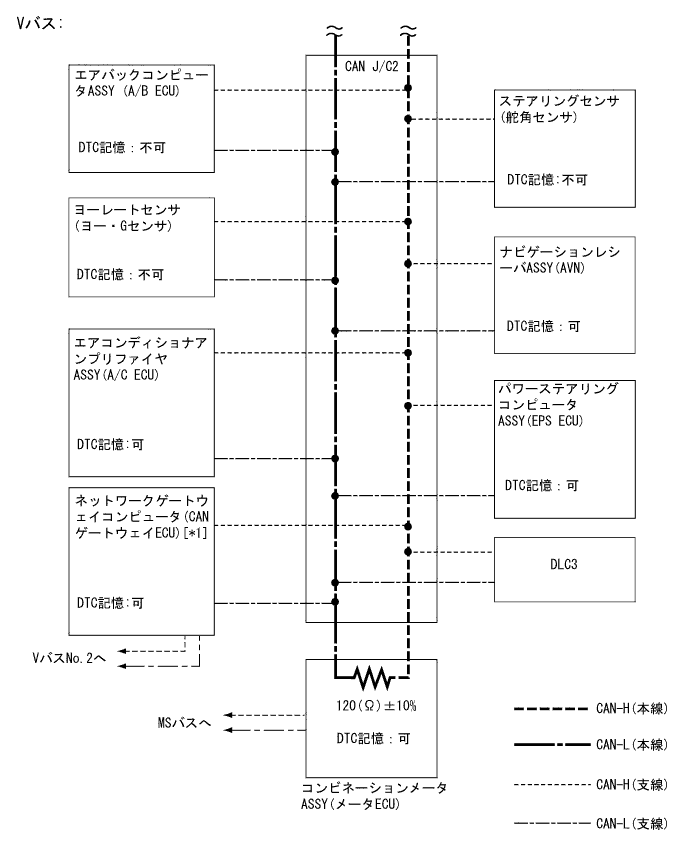 Vバス:
CAN J/C2
エアバックコンピュー
タASSY (A/B ECU)
DTC記憶：不可
ステアリングセンサ
(舵角センサ)
DTC記憶:不可
ヨーレートセンサ
(ヨー・Gセンサ)
DTC記憶：不可
ナビゲーションレシ
ーバASSY(AVN)
DTC記憶：可
エアコンディショナア
ンプリファイヤ
ASSY(A/C ECU)
DTC記憶:可
パワーステアリング
コンピュータ
ASSY(EPS ECU)
DTC記憶：可
ネットワークゲートウ
ェイコンピュータ(CAN
ゲートウェイECU)[*1]
DTC記憶:可
DLC3
VバスNo.2へ
MSバスへ
120(Ω)±10%
DTC記憶：可
コンビネーションメータ
ASSY(メータECU)
CAN-H(本線)
CAN-L(本線)
CAN-H(支線)
CAN-L(支線)